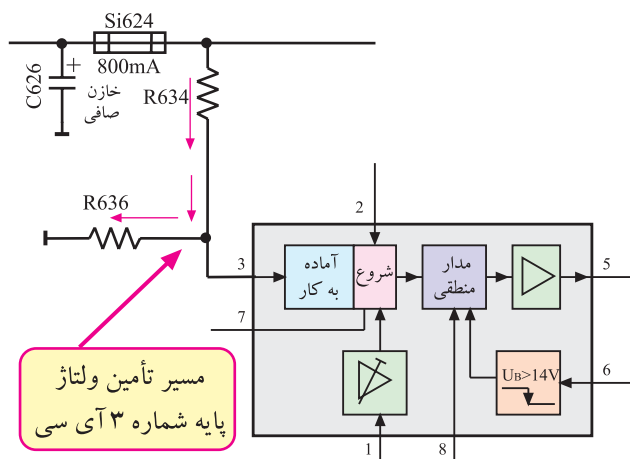 Si624
800mA
+
C626
خازن
صافی
R634
R636
2
3
آماده
به کار
شروع
مدار
منطقی
5
7
6
UB>14V
1
8
مسیر تأمین ولتاژ
پایه شماره ۳ آی سی